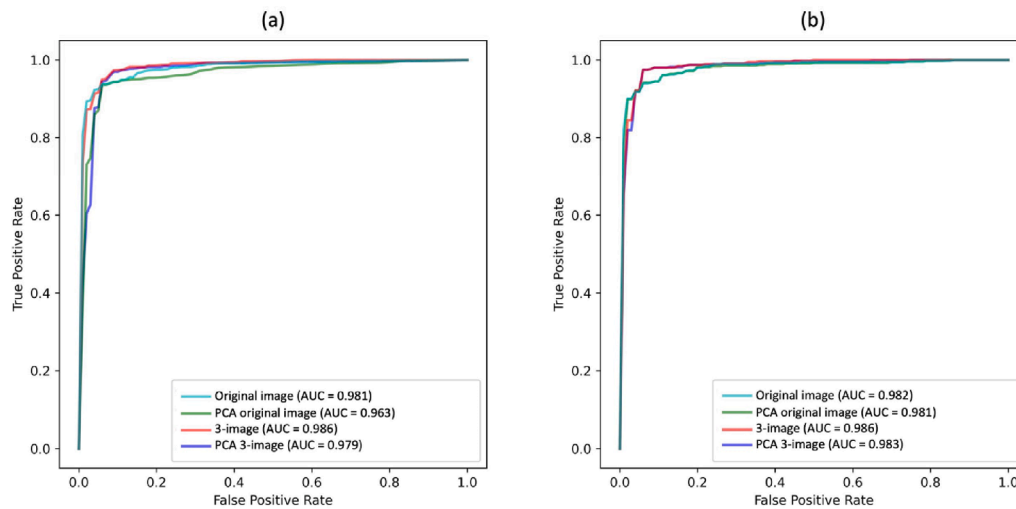 (a)
True Positive Rate
1.0
0.8
0.6
0.4
0.2
0.0
Original image (AUC = 0.981)
PCA original image (AUC = 0.963)
3-image (AUC = 0.986)
PCA 3-image (AUC = 0.979)
0.0 0.2 0.4 0.6 0.8 1.0
False Positive Rate
(b)
True Positive Rate
1.0
0.8
0.6
0.4
0.2
0.0
Original image (AUC = 0.982)
PCA original image (AUC = 0.981)
3-image (AUC = 0.986)
PCA 3-image (AUC = 0.983)
0.0 0.2 0.4 0.6 0.8 1.0
False Positive Rate